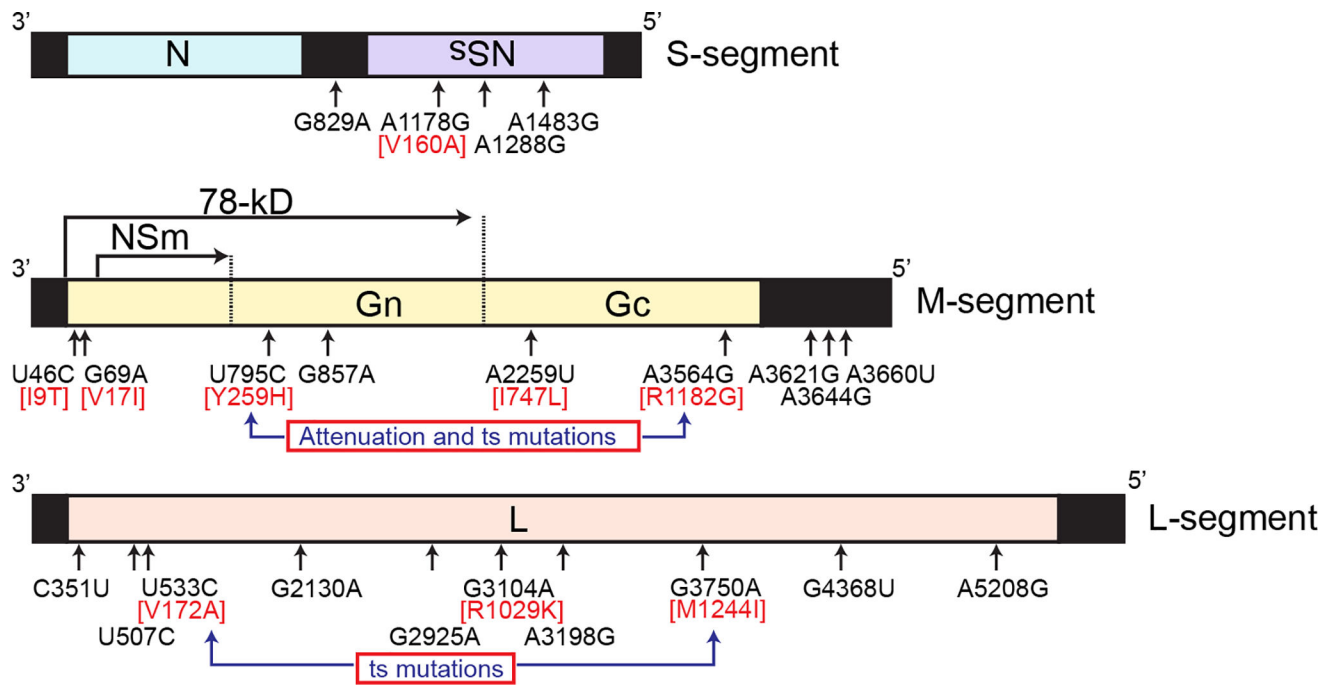 3’ 5’
N SSN S-segment
G829A A1178G A1483G
[V160A] A1288G
78-kD
NSm
3’ 5’
Gn Gc M-segment
U46C G69A U795C G857A A2259U A3564G A3621G A3660U
[I9T] [V17I] [Y259H] [I747L] [R1182G] A3644G
Attenuation and ts mutations
3’ 5’
L L-segment
C351U U533C G2130A G3104A G3750A G4368U A5208G
[V172A] [R1029K] [M1244I]
U507C G2925A A3198G
ts mutations